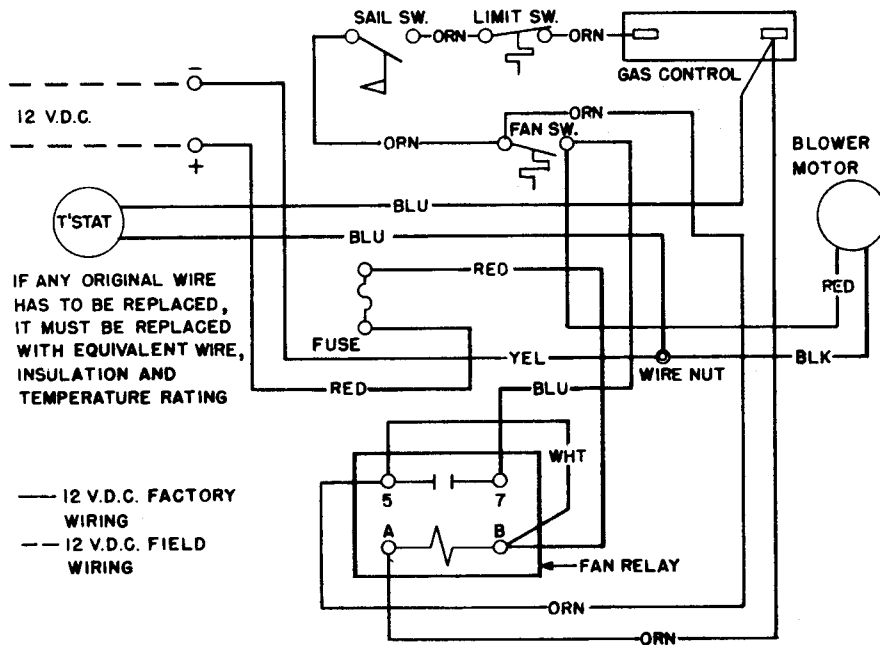 SAIL SW.
LIMIT SW.
ORN
ORN
GAS CONTROL
−
12 V.D.C.
+
ORN
FAN SW.
ORN
BLOWER
MOTOR
T'STAT
BLU
BLU
IF ANY ORIGINAL WIRE
HAS TO BE REPLACED,
IT MUST BE REPLACED
WITH EQUIVALENT WIRE,
INSULATION AND
TEMPERATURE RATING
RED
RED
FUSE
YEL
WIRE NUT
BLK
RED
BLU
WHT
5
7
A
B
FAN RELAY
12 V.D.C. FACTORY
WIRING
12 V.D.C. FIELD
WIRING
ORN
ORN